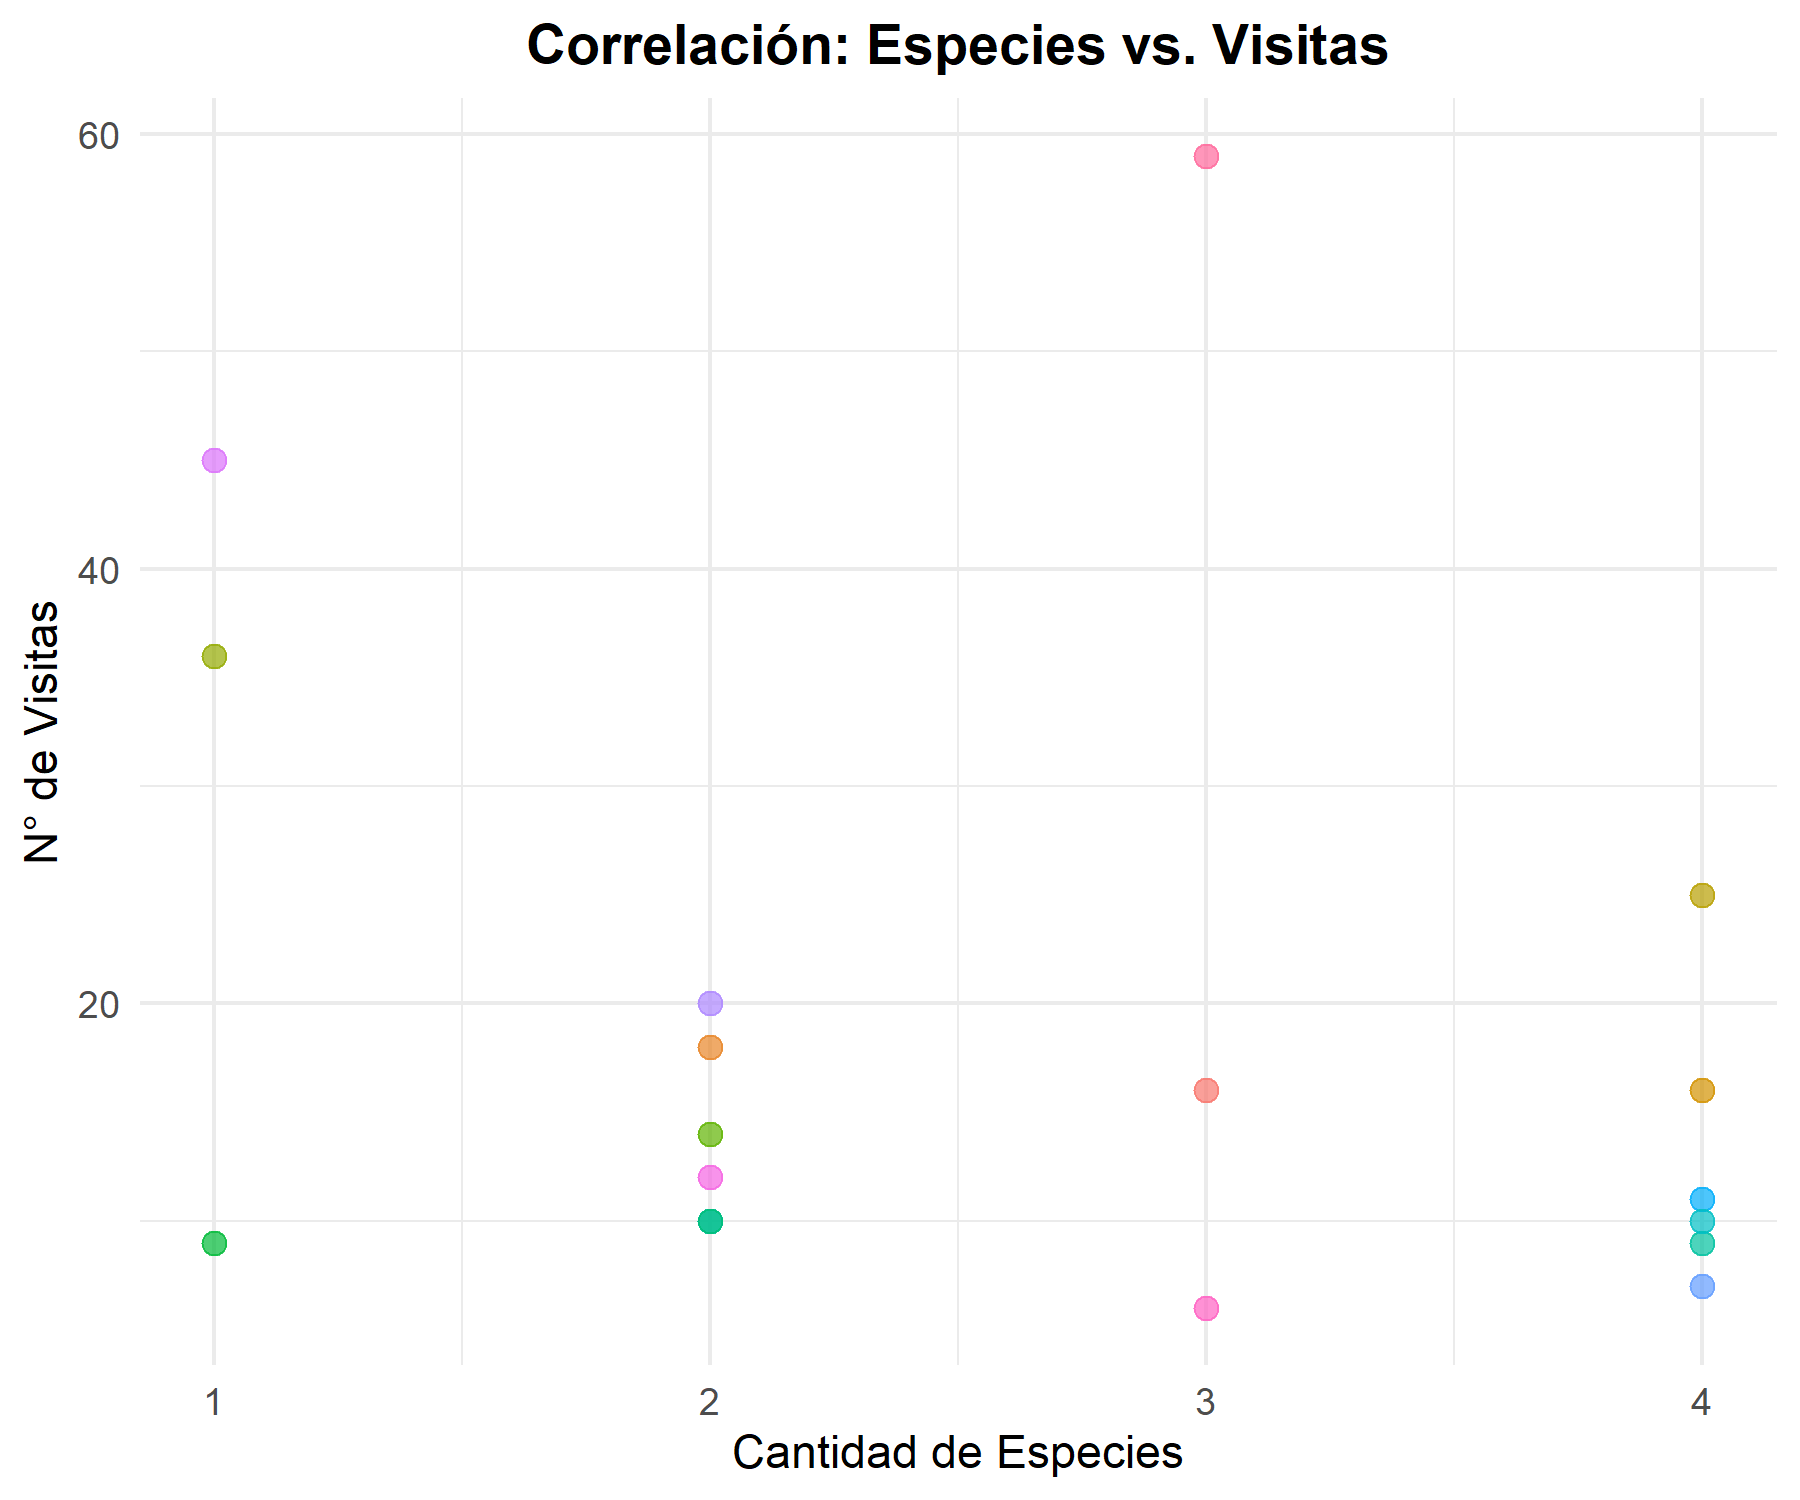 Correlación: Especies vs. Visitas
60
40
20
N° de Visitas
1 2 3 4
Cantidad de Especies